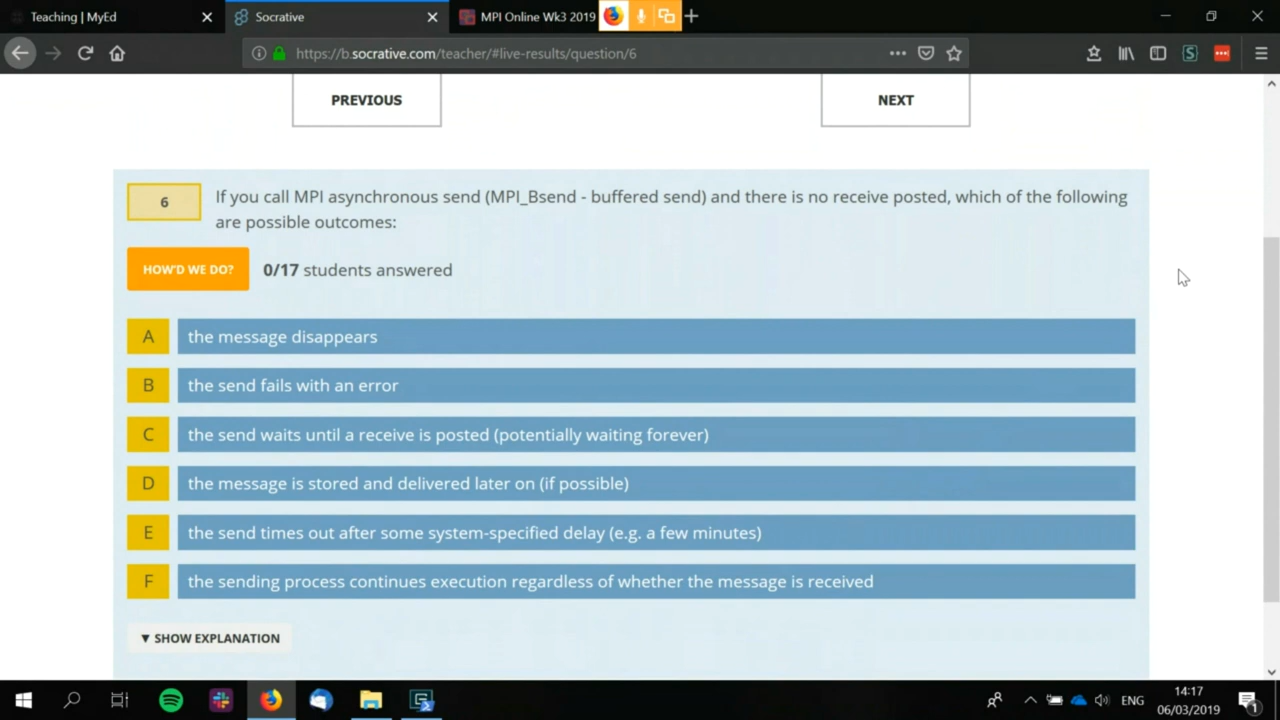 Teaching | MyEd
Socrative
MPI Online Wk3 2019
https://b.socrative.com/teacher/#live-results/question/6
PREVIOUS
NEXT
6
If you call MPI asynchronous send (MPI_Bsend - buffered send) and there is no receive posted, which of the following
are possible outcomes:
HOW'D WE DO?
0/17 students answered
A
the message disappears
B
the send fails with an error
C
the send waits until a receive is posted (potentially waiting forever)
D
the message is stored and delivered later on (if possible)
E
the send times out after some system-specified delay (e.g. a few minutes)
F
the sending process continues execution regardless of whether the message is received
▼ SHOW EXPLANATION
ENG
14:17
06/03/2019
1